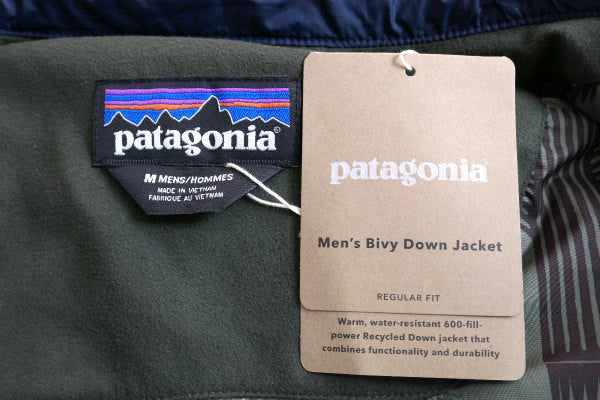 patagonia®
M MENS/HOMMES
MADE IN VIETNAM
FABRIQUE AU VIETNAM
patagonia
Men's Bivy Down Jacket
REGULAR FIT
Warm, water-resistant 600-fill-
power Recycled Down jacket that
combines functionality and durability